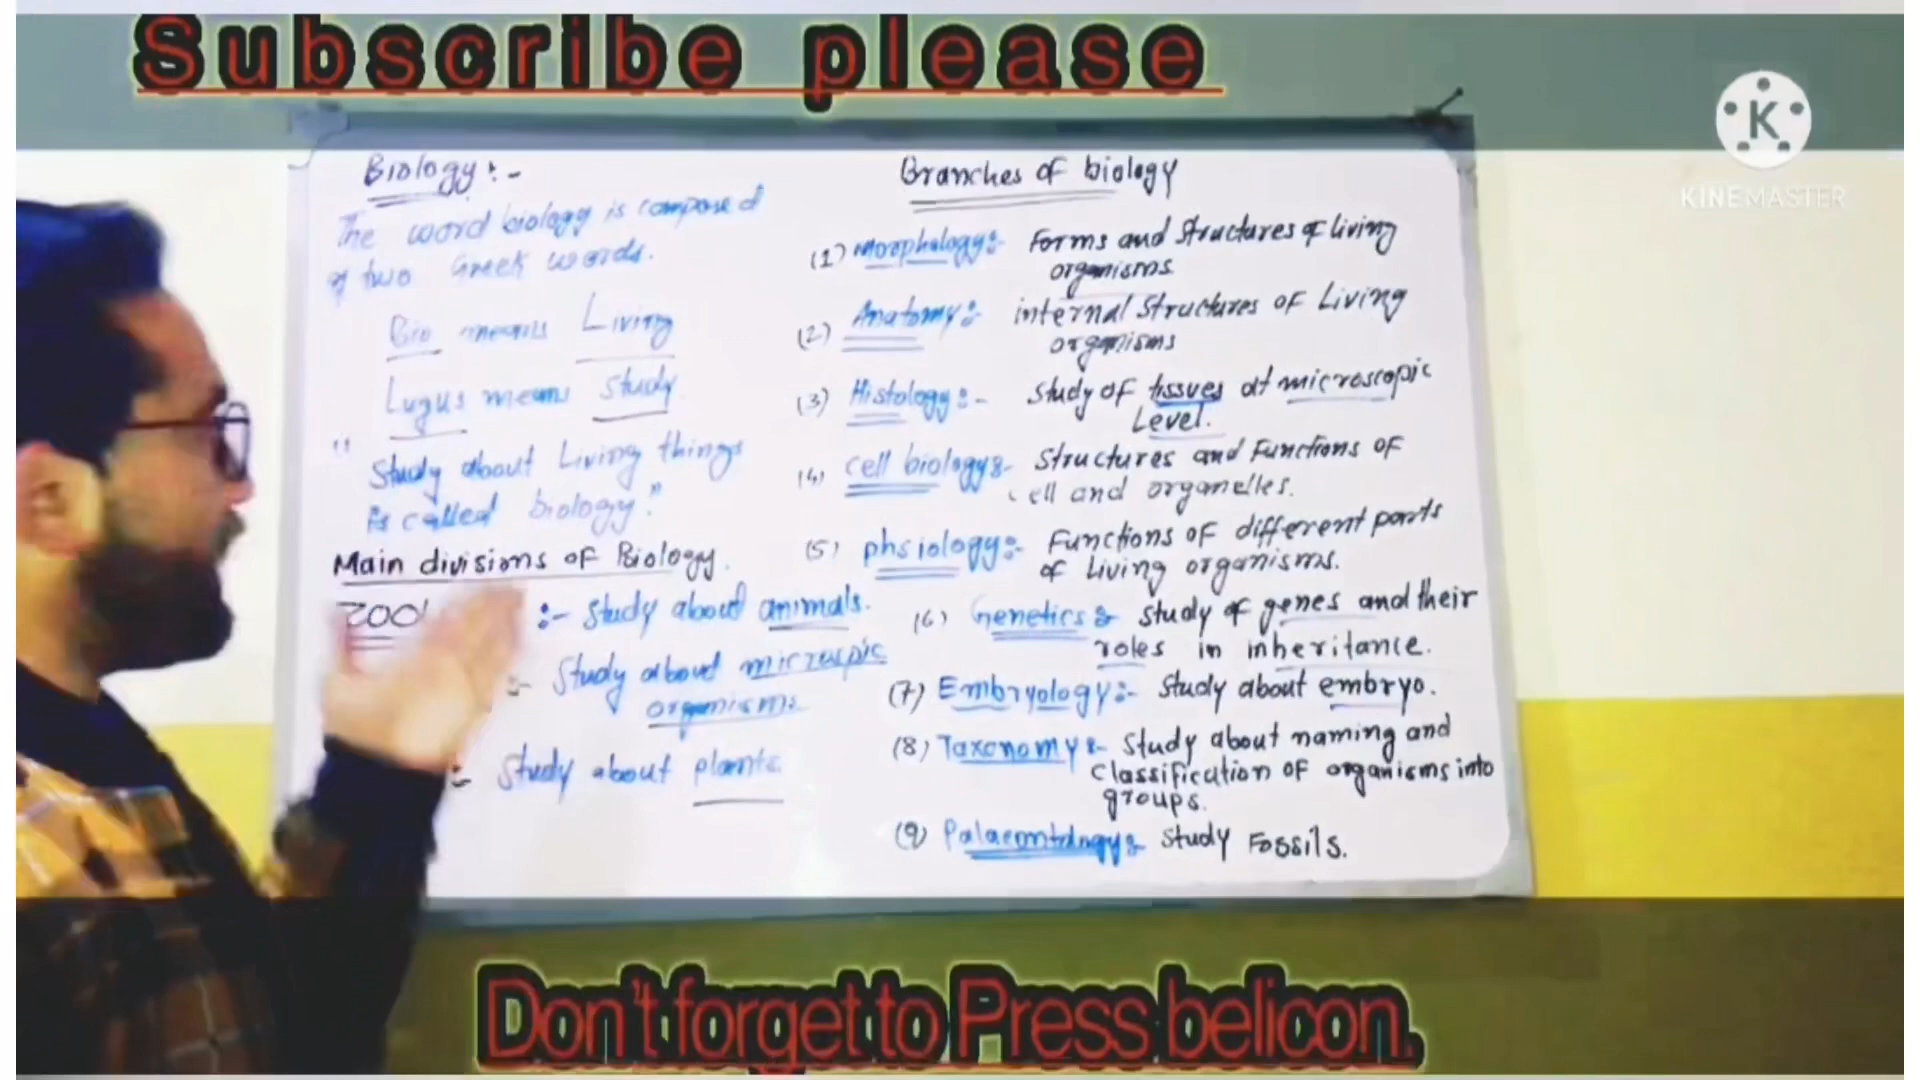 Subscribe please
K
KINEMASTER
Biology:-
The word biology is composed
of two Greek words.
Bio means Living
Lugus means study
"Study about Living things
is called biology."
Main divisions of Biology.
ZOO
:- Study about animals.
:- Study about micrspic
organisms.
:- Study about plants
Branches of biology
(1) Morphology:- Forms and structures of living
organisms.
(2) Anatomy:- internal structures of Living
organisms
(3) Histology:- Study of tissues at microscopic
Level.
(4) Cell biology:- Structures and Functions of
cell and organelles.
(5) phsiology:- Functions of different parts
of Living organisms.
(6) Genetics:- study of genes and their
roles in inheritance.
(7) Embryology:- study about embryo.
(8) Taxonomy:- study about naming and
classification of organisms into
groups.
(9) Palaeontology:- study Fossils.
Don't forget to Press belicon.